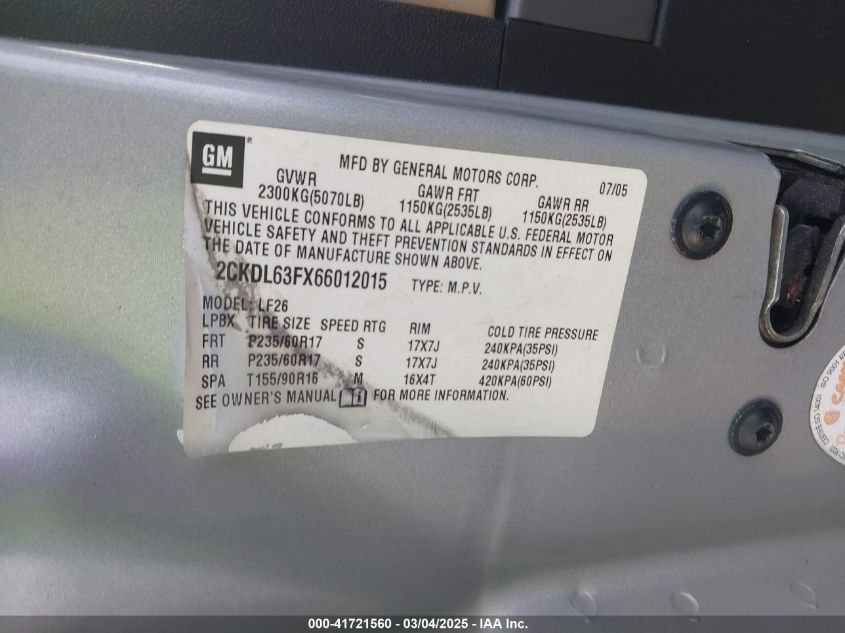 GM
MFD BY GENERAL MOTORS CORP. 07/05
GVWR GAWR FRT GAWR RR
2300KG(5070LB) 1150KG(2535LB) 1150KG(2535LB)
THIS VEHICLE CONFORMS TO ALL APPLICABLE U.S. FEDERAL MOTOR
VEHICLE SAFETY AND THEFT PREVENTION STANDARDS IN EFFECT ON
THE DATE OF MANUFACTURE SHOWN ABOVE.
2CKDL63FX66012015 TYPE: M.P.V.
MODEL: LF26
LPBX TIRE SIZE SPEED RTG RIM COLD TIRE PRESSURE
FRT P235/60R17 S 17X7J 240KPA(35PSI)
RR P235/60R17 S 17X7J 240KPA(35PSI)
SPA T155/90R16 M 16X4T 420KPA(60PSI)
SEE OWNER'S MANUAL FOR MORE INFORMATION.
ISO 9001
000-41721560 - 03/04/2025 - IAA Inc.